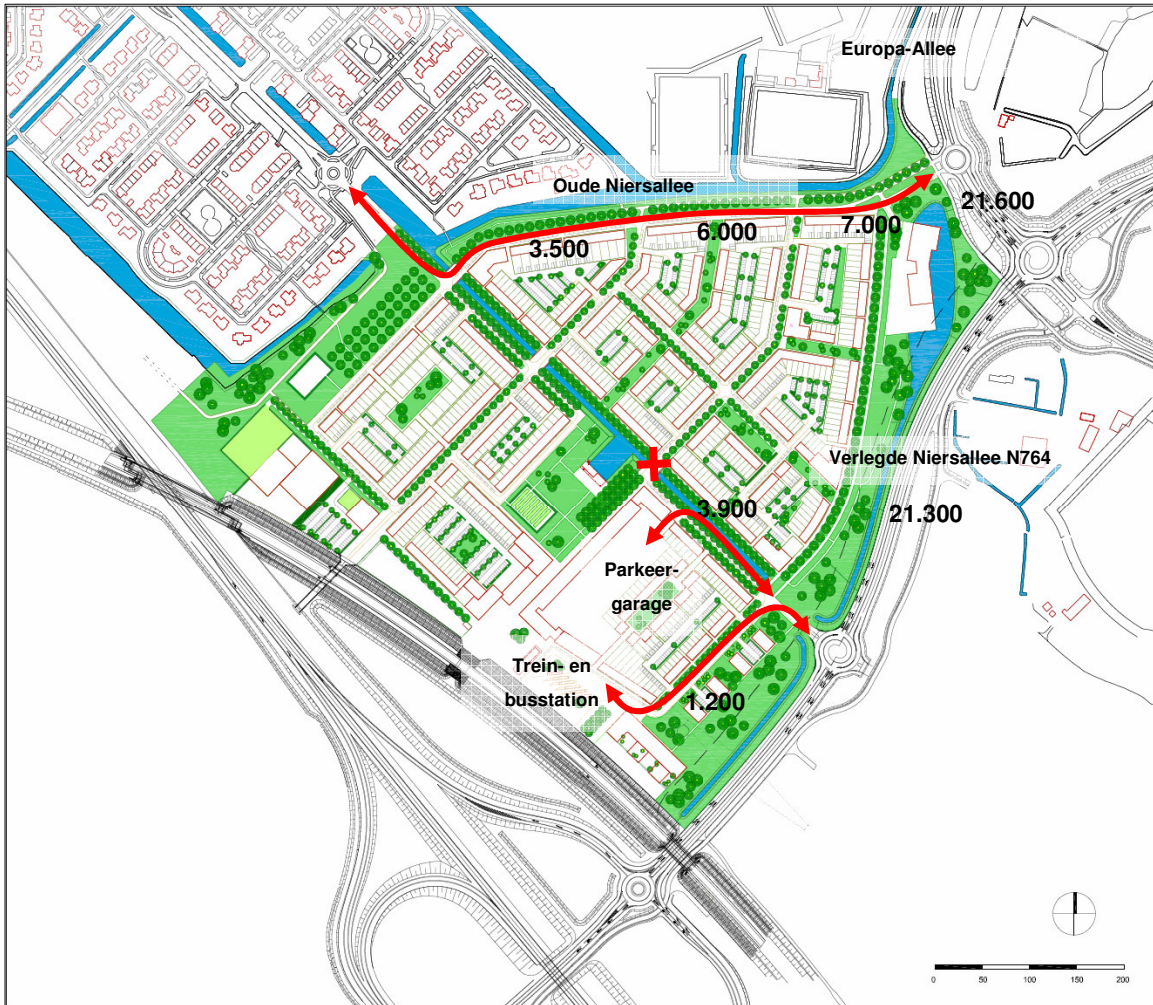 Europa-Allee
Oude Niersallee
21.600
7.000
6.000
3.500
Verlegde Niersallee N764
3.900
21.300
Parkeer-
garage
Trein- en
busstation
1.200
0 50 100 150 200